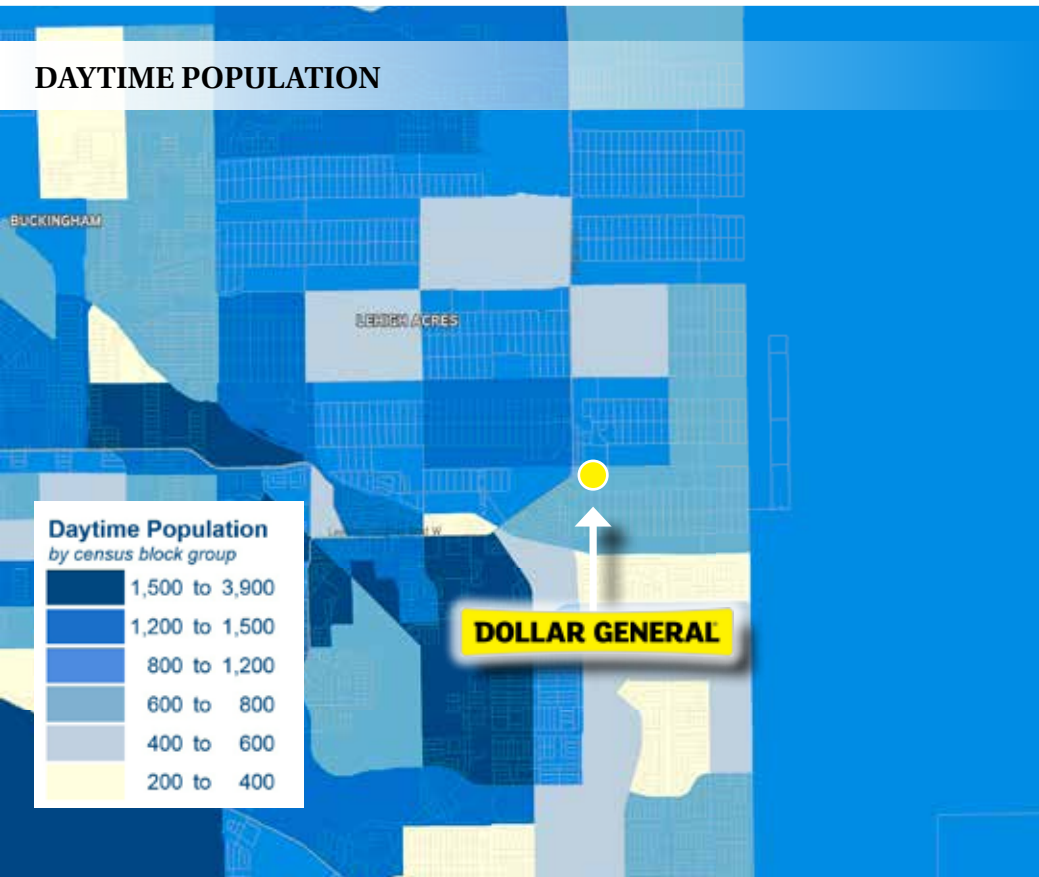 DAYTIME POPULATION
BUCKINGHAM
LEHIGH ACRES
W
Daytime Population
by census block group
1,500 to 3,900
1,200 to 1,500
800 to 1,200
600 to 800
400 to 600
200 to 400
DOLLAR GENERAL